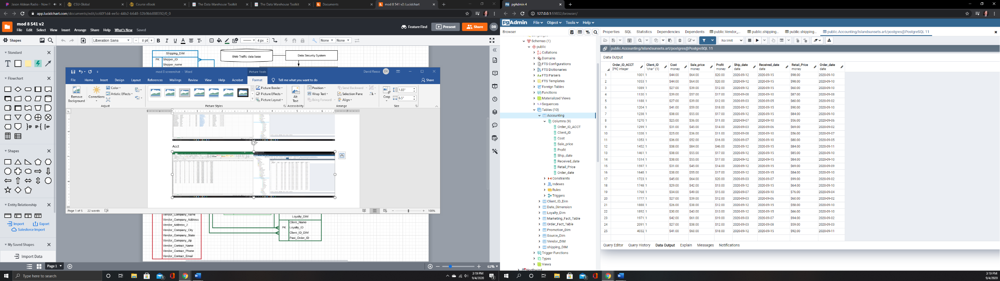 Jason Aldean Radio - Now Pl
CSU-Global
Course eBook
The Data Warehouse Toolkit
The Data Warehouse Toolkit
Documents
mod 8 541 v2: Lucidchart
app.lucidchart.com/documents/edit/cc60f1d4-ee5c-44b2-b648-32b9bb888392/0_0
mod 8 541 v2
File Edit Select View Insert Arrange Share Help What's New Saved
Feature Find
Present
Share
DR
Shapes
Liberation Sans
8 pt
4 px
None
None
Standard
Flowchart
Shapes
Entity Relationship
Import Export
Salesforce Import
My Saved Shapes
Import Data
Shipping_DIM
PK Shipper_ID
Shipper_name
Web Traffic data base
Data Security System
mod 8 screenshot - Word
Picture Tools
David Reese DR
File Home Insert Design Layout References Mailings Review View Help Acrobat Format Tell me what you want to do
Share
Remove Background
Corrections
Color
Artistic Effects
Adjust
Picture Styles
Picture Border
Picture Effects
Picture Layout
Alt Text
Accessibility
Position
Wrap Text
Bring Forward
Send Backward
Selection Pane
Align
Arrange
Crop
1.83"
6.5"
Size
Acct
Page 1 of 5 22 words
100%
Vendor_Company_name
Vendor_Company_Address
Vendor_Address_2
Vendor_Company_City
Vendor_Company_State
Vendor_Company_zip
Vendor_Contact_Name
Vendor_Contact_Phone
Vendor_Contact_Email
Loyalty_DIM
Client_Name
PK Loyalty_ID
Client_ID_DIM
Past_Order_ID
Page 1
62%
Type here to search
3:19 PM
9/4/2020
pgAdmin 4
127.0.0.1:59832/browser/
pgAdmin File Object Tools Help
Browser
Properties SQL Statistics Dependencies Dependents public.Vendor_... public.shipping... public.shipping... public.Accounting/Islandsunsets.art/postgres@PostgreSQL 11
No limit
public.Accounting/Islandsunsets.art/postgres@PostgreSQL 11
Schemas (1)
public
Collations
Domains
FTS Configurations
FTS Dictionaries
FTS Parsers
FTS Templates
Foreign Tables
Functions
Materialized Views
Sequences
Tables (10)
Accounting
Columns (9)
Order_ID_ACCT
Client_ID
Cost
Sale_price
Profit
Ship_date
Received_date
Retail_Price
Order_date
Constraints
Indexes
Rules
Triggers
Client_ID_Dim
Date_Dimension
Loyalty_Dim
Marketing_Fact_Table
Order_Fact_Table
Promotion_Dim
Source_Dim
Vendor_DIM
shipping_DIM
Trigger Functions
Types
Views
Northwind
Data Output
Order_ID_ACCT Client_ID Cost Sale_price Profit Ship_date Received_date Retail_Price Order_date
[PK] integer "char" (1) money money money date date money date
1 1001 1 $44.00 $64.00 $20.00 2020-09-12 2020-09-15 $98.00 2020-09-10
2 1053 1 $44.00 $64.00 $20.00 2020-09-12 2020-09-15 $98.00 2020-09-10
3 1089 1 $27.00 $39.00 $12.00 2020-09-12 2020-09-15 $60.00 2020-09-10
4 1130 1 $39.00 $57.00 $17.00 2020-09-08 2020-09-10 $87.00 2020-09-08
5 1188 1 $27.00 $39.00 $12.00 2020-09-03 2020-09-05 $60.00 2020-09-02
6 1204 1 $41.00 $59.00 $18.00 2020-09-12 2020-09-15 $90.00 2020-09-10
7 1238 1 $38.00 $55.00 $17.00 2020-09-12 2020-09-15 $84.00 2020-09-10
8 1270 1 $25.00 $36.00 $11.00 2020-09-07 2020-09-10 $56.00 2020-09-06
9 1299 1 $31.00 $45.00 $14.00 2020-09-03 2020-09-06 $69.00 2020-09-02
10 1338 1 $25.00 $36.00 $11.00 2020-09-08 2020-09-10 $56.00 2020-09-07
11 1353 1 $36.00 $52.00 $16.00 2020-09-07 2020-09-10 $80.00 2020-09-05
12 1452 1 $38.00 $84.00 $46.00 2020-09-12 2020-09-15 $84.00 2020-09-11
13 1461 1 $38.00 $55.00 $17.00 2020-09-12 2020-09-15 $85.00 2020-09-10
14 1514 1 $38.00 $55.00 $17.00 2020-09-12 2020-09-15 $84.00 2020-09-10
15 1597 1 $31.00 $45.00 $14.00 2020-09-12 2020-09-15 $69.00 2020-09-09
16 1648 1 $38.00 $55.00 $17.00 2020-09-12 2020-09-15 $84.00 2020-09-10
17 1723 1 $45.00 $64.00 $20.00 2020-09-03 2020-09-07 $99.00 2020-09-02
18 1748 1 $29.00 $42.00 $13.00 2020-09-12 2020-09-15 $64.00 2020-09-10
19 1768 1 $34.00 $49.00 $15.00 2020-09-07 2020-09-10 $76.00 2020-09-04
20 1777 1 $27.00 $39.00 $12.00 2020-09-03 2020-09-06 $60.00 2020-09-02
21 1888 1 $26.00 $38.00 $12.00 2020-09-12 2020-09-15 $58.00 2020-09-10
22 1892 1 $30.00 $43.00 $13.00 2020-09-12 2020-09-15 $66.00 2020-09-10
23 1971 1 $42.00 $61.00 $19.00 2020-09-03 2020-09-07 $94.00 2020-09-02
24 2091 1 $27.00 $38.00 $12.00 2020-09-03 2020-09-08 $59.00 2020-09-03
25 4032 1 $41.00 $60.00 $18.00 2020-09-12 2020-09-15 $92.00 2020-09-11
Query Editor Query History Data Output Explain Messages Notifications
3:19 PM
9/4/2020